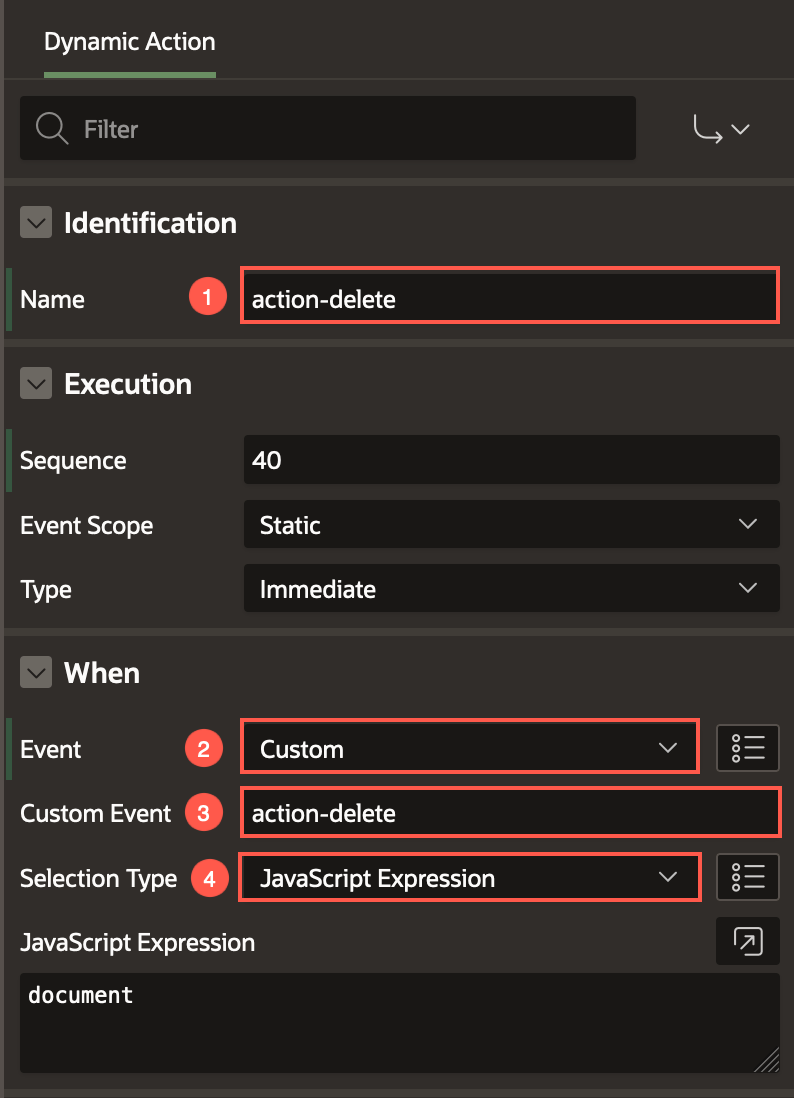 Dynamic Action
Filter
Identification
Name 1 action-delete
Execution
Sequence 40
Event Scope Static
Type Immediate
When
Event 2 Custom
Custom Event 3 action-delete
Selection Type 4 JavaScript Expression
JavaScript Expression
document